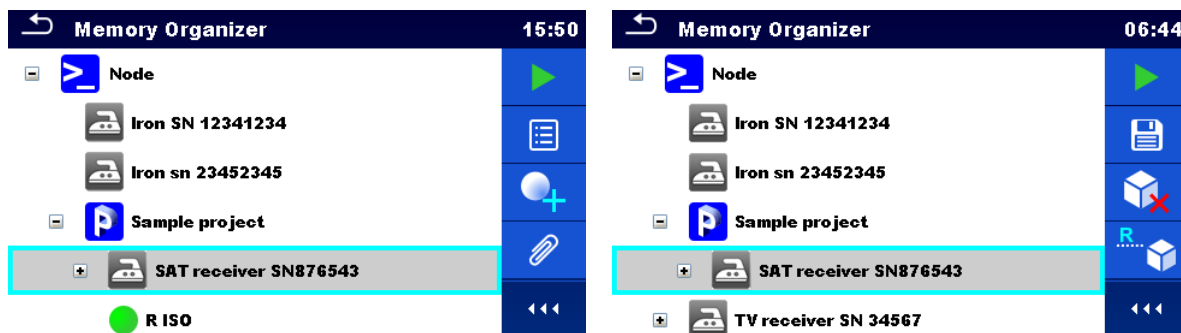 Memory Organizer 15:50
Node
Iron SN 12341234
Iron sn 23452345
Sample project
SAT receiver SN876543
R ISO
Memory Organizer 06:44
Node
Iron SN 12341234
Iron sn 23452345
Sample project
R
SAT receiver SN876543
TV receiver SN 34567